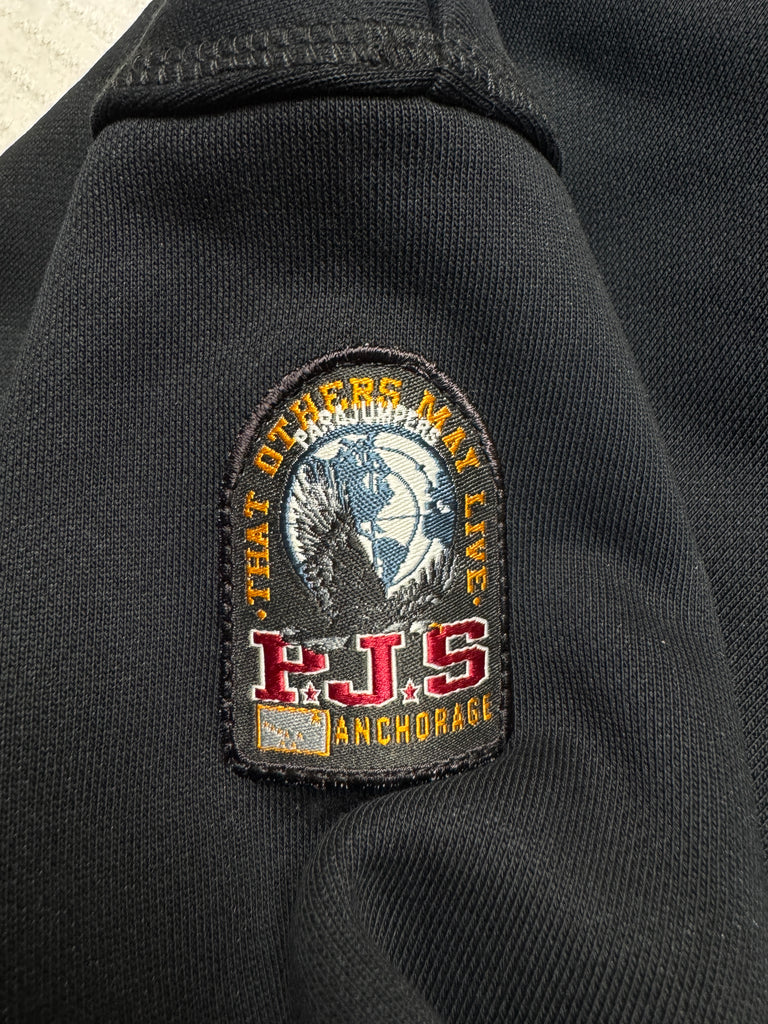 ·THAT OTHERS MAY LIVE·
PARAJUMPERS
P.J.S
ANCHORAGE